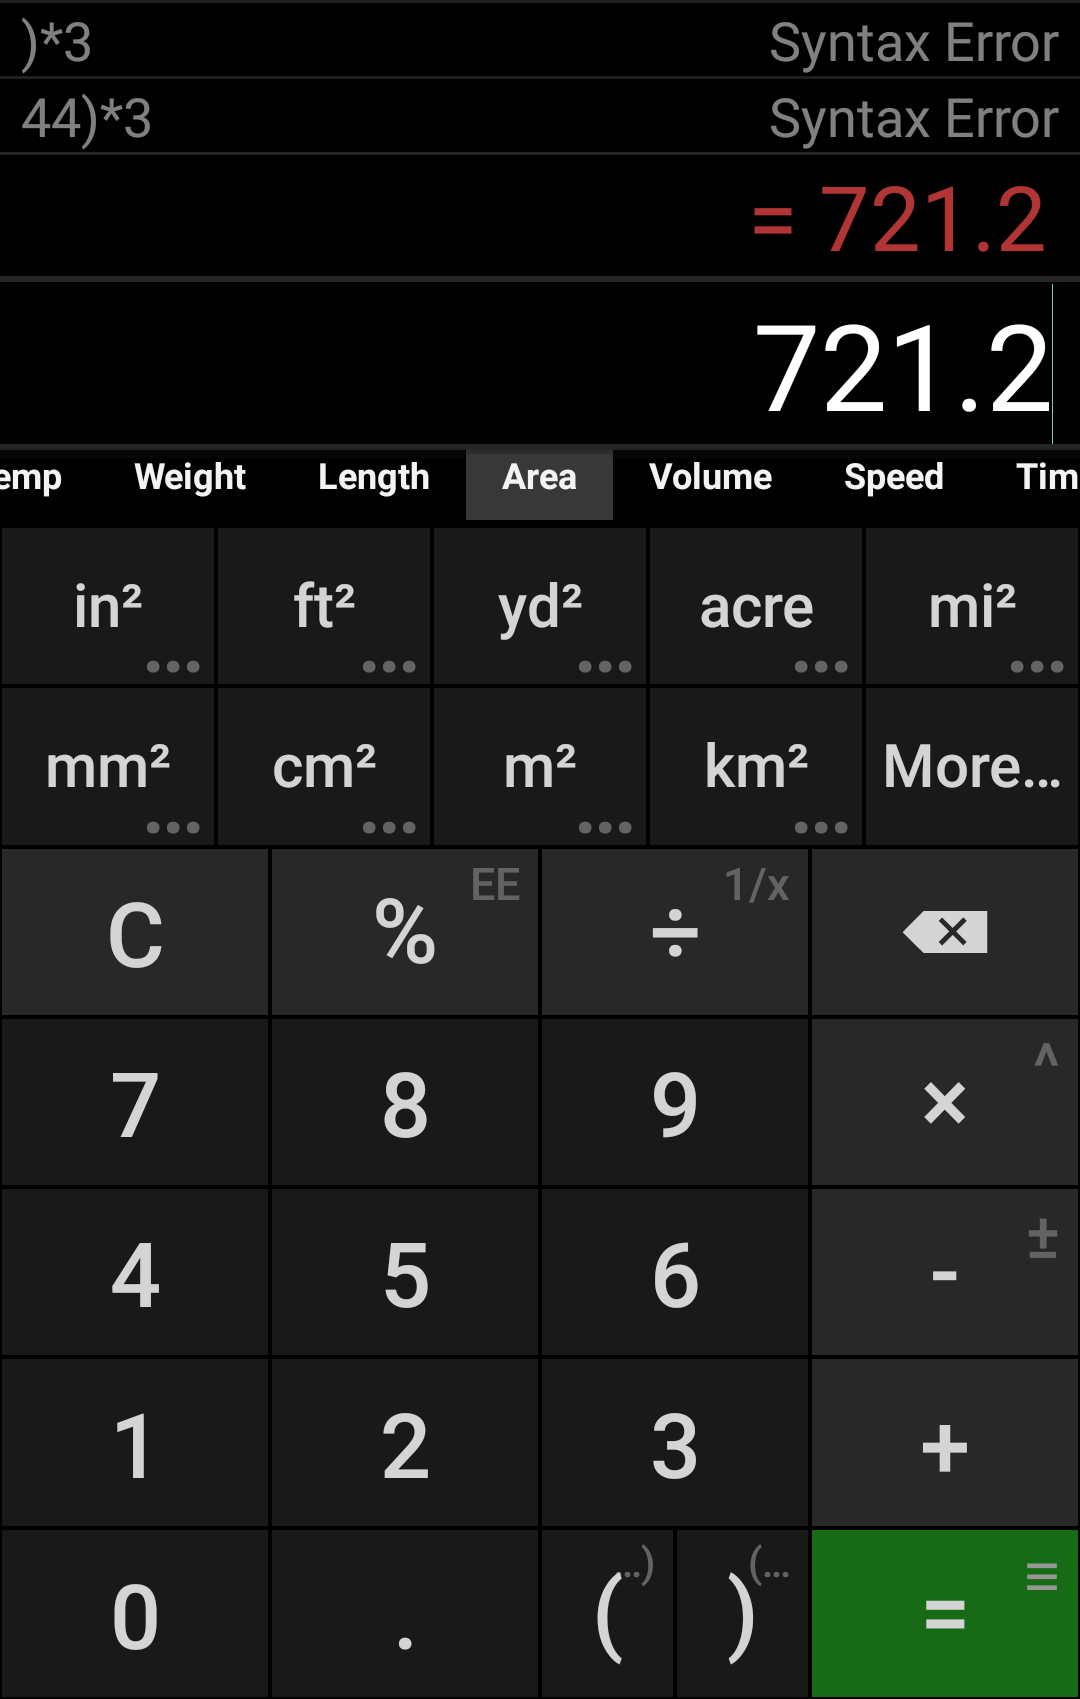 )*3 Syntax Error
44)*3 Syntax Error
= 721.2
721.2
emp Weight Length Area Volume Speed Tim
in² ft² yd² acre mi²
mm² cm² m² km² More...
C % EE ÷ 1/x
7 8 9 × ^
4 5 6 - ±
1 2 3 +
0 . ( ..) ) (... =